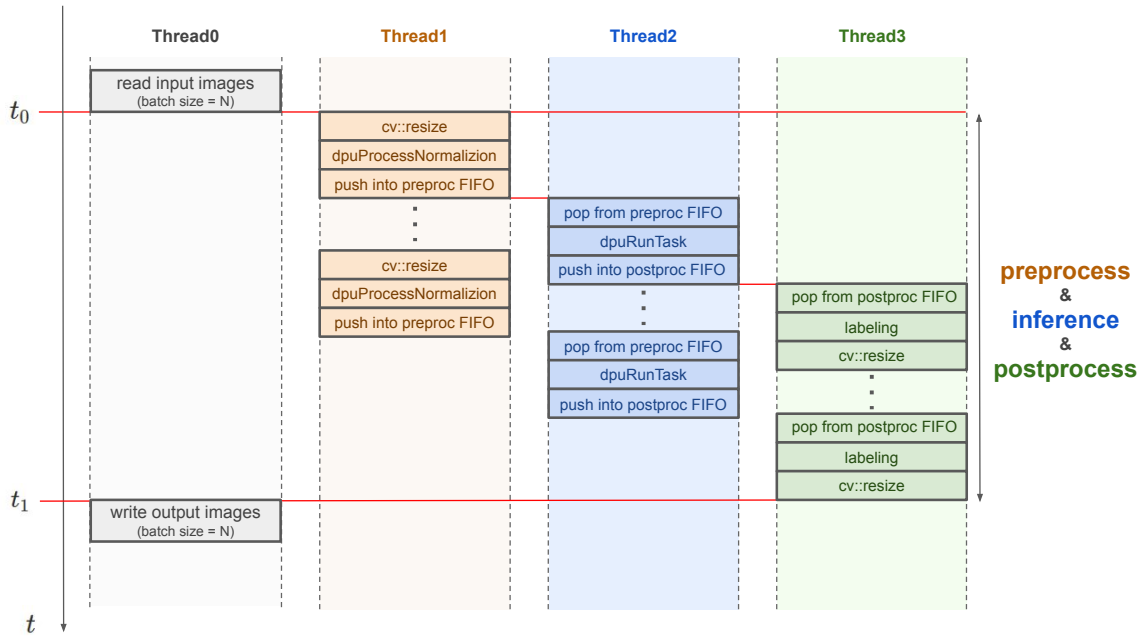 Thread0
Thread1
Thread2
Thread3
read input images
(batch size = N)
t0
cv::resize
dpuProcessNormalizion
push into preproc FIFO
cv::resize
dpuProcessNormalizion
push into preproc FIFO
pop from preproc FIFO
dpuRunTask
push into postproc FIFO
pop from preproc FIFO
dpuRunTask
push into postproc FIFO
pop from postproc FIFO
labeling
cv::resize
pop from postproc FIFO
labeling
cv::resize
preprocess
&
inference
&
postprocess
t1
write output images
(batch size = N)
t